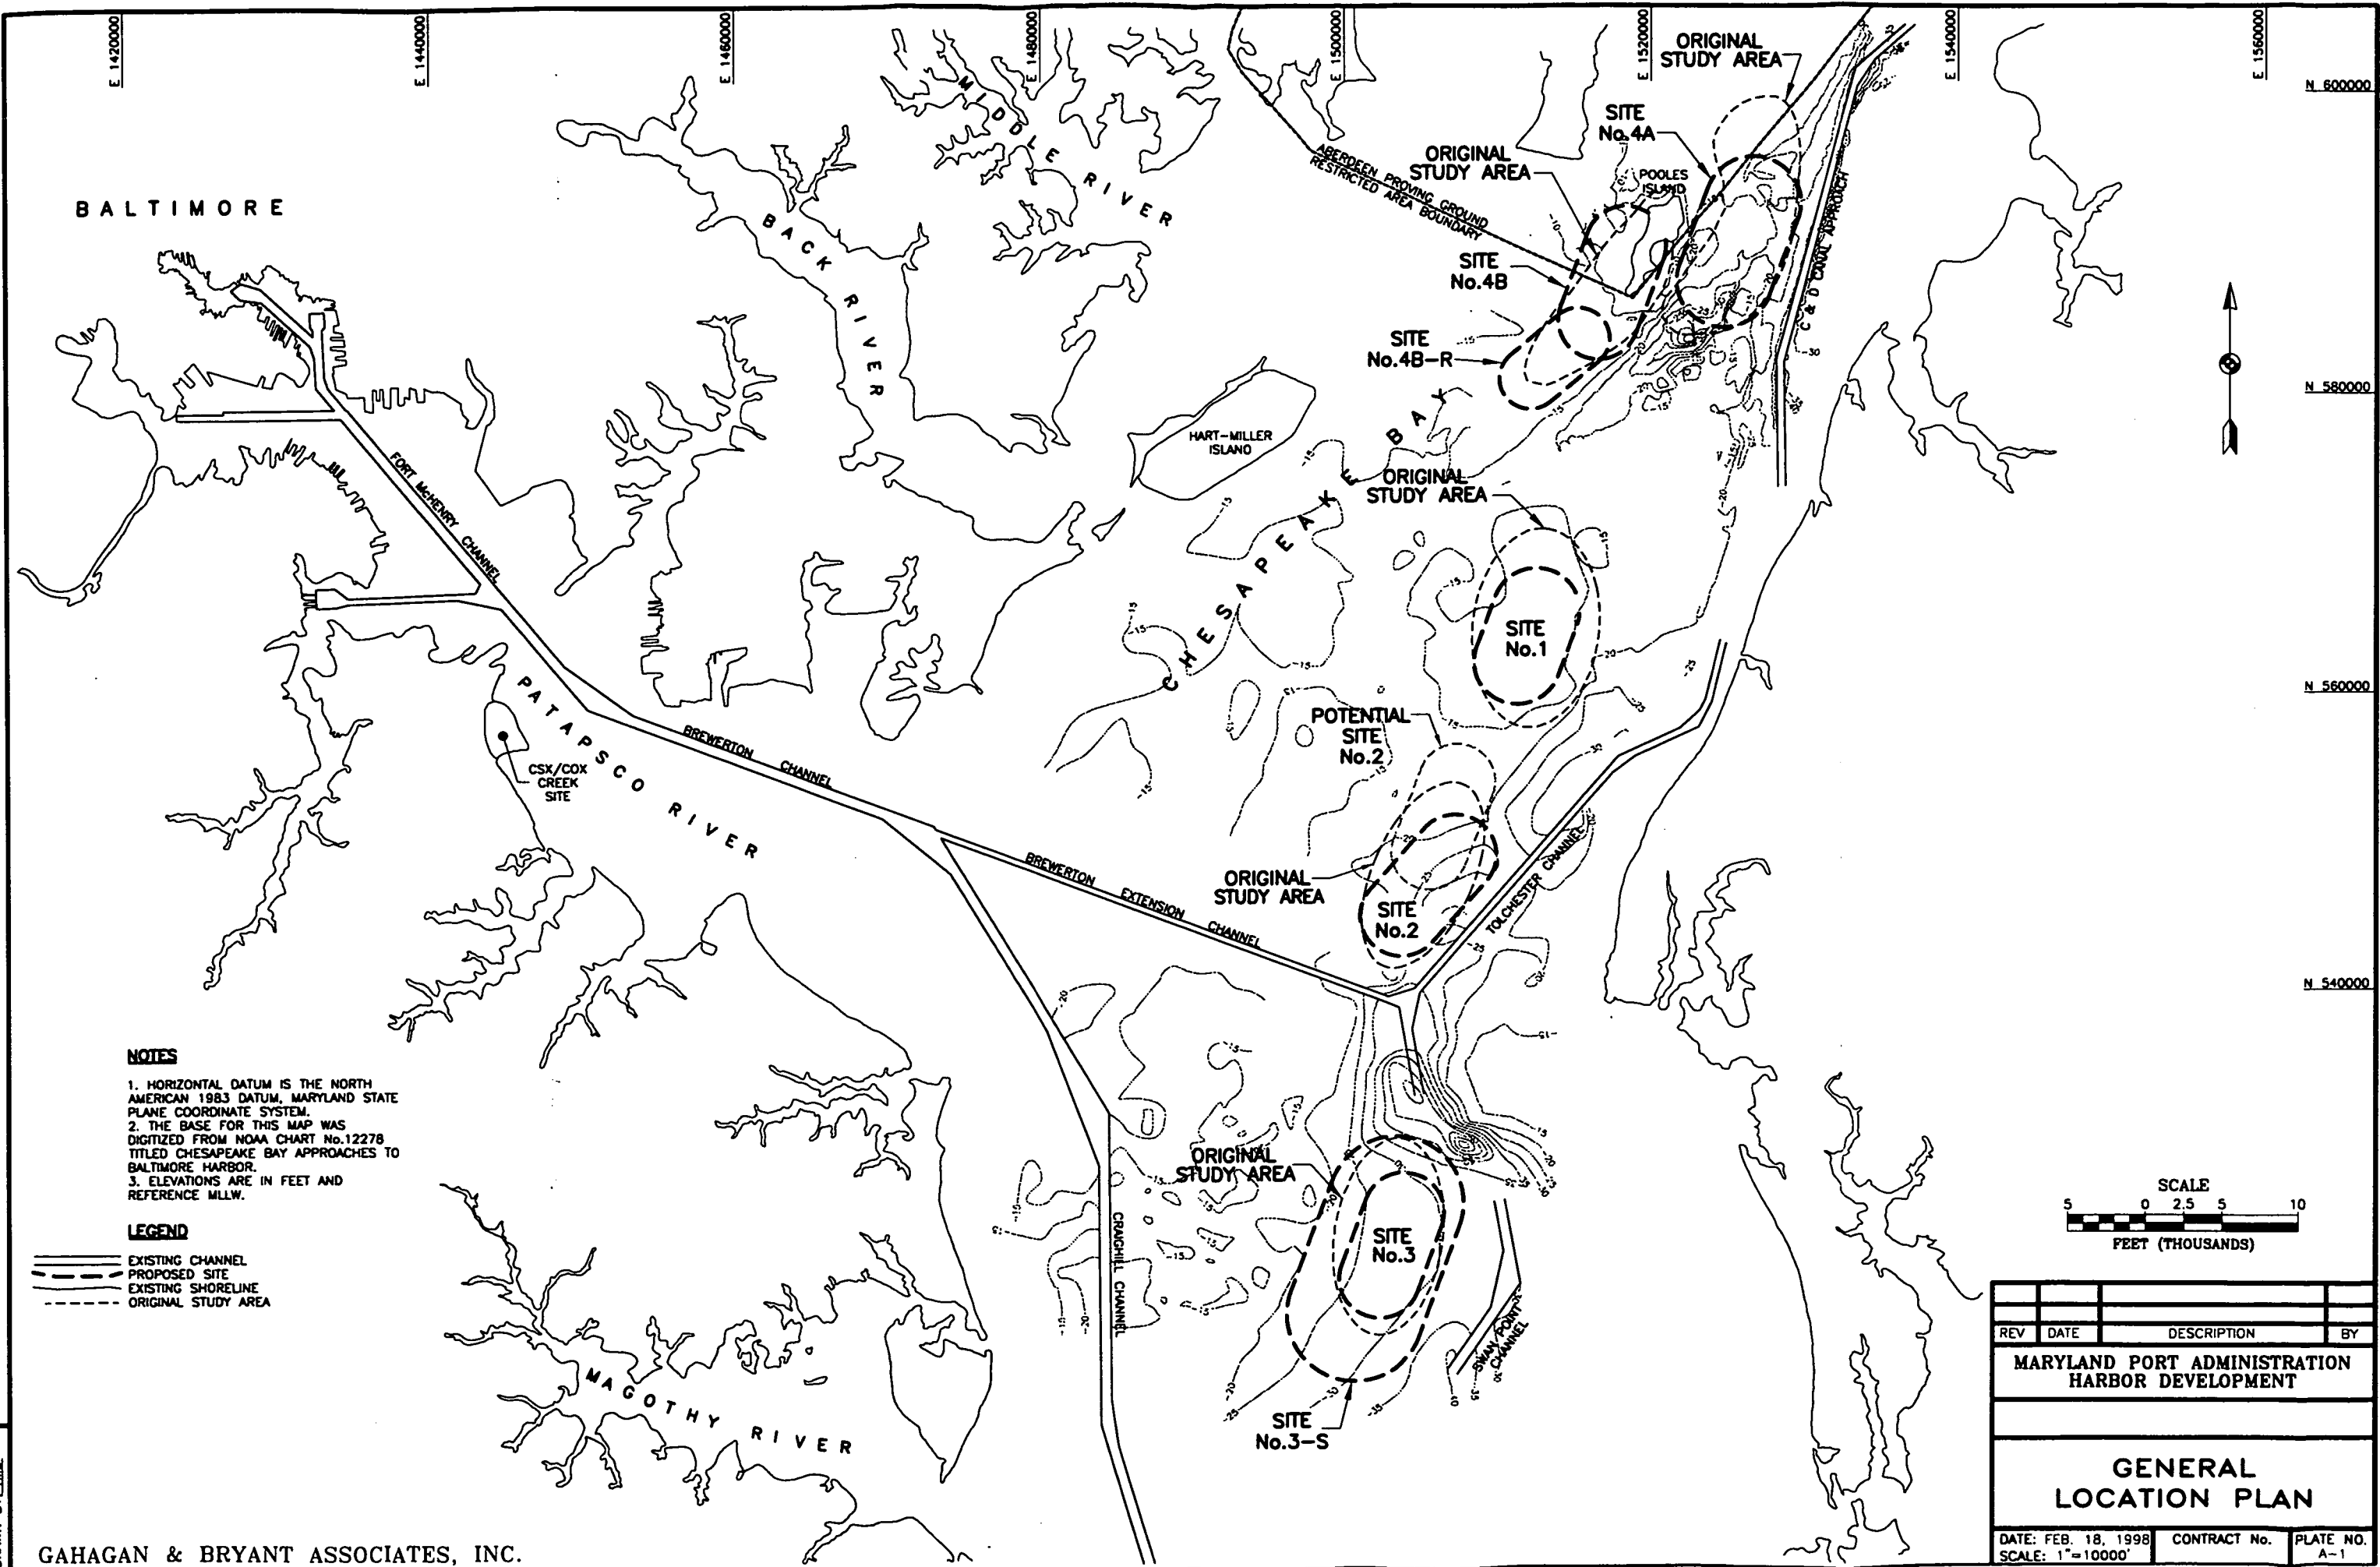 E 1420000
E 1440000
E 1460000
E 1480000
E 1500000
E 1520000
E 1540000
E 1560000
N 600000
N 580000
N 560000
N 540000
BALTIMORE
MIDDLE RIVER
BACK RIVER
ORIGINAL
STUDY AREA
SITE
No.4A
ORIGINAL
STUDY AREA
POOLES
ISLAND
ABERDEEN PROVING GROUND
RESTRICTED AREA BOUNDARY
SITE
No.4B
SITE
No.4B-R
C & D CANAL APPROACH
HART-MILLER
ISLAND
CHESAPEAKE BAY
ORIGINAL
STUDY AREA
SITE
No.1
FORT McHENRY CHANNEL
PATAPSCO RIVER
CSX/COX
CREEK
SITE
BREWERTON CHANNEL
POTENTIAL
SITE
No.2
ORIGINAL
STUDY AREA
SITE
No.2
TOLCHESTER CHANNEL
BREWERTON EXTENSION CHANNEL
CRAIGHILL CHANNEL
ORIGINAL
STUDY AREA
SITE
No.3
SITE
No.3-S
SWAN POINT
CHANNEL
MAGOTHY RIVER
NOTES
1. HORIZONTAL DATUM IS THE NORTH
AMERICAN 1983 DATUM, MARYLAND STATE
PLANE COORDINATE SYSTEM.
2. THE BASE FOR THIS MAP WAS
DIGITIZED FROM NOAA CHART No.12278
TITLED CHESAPEAKE BAY APPROACHES TO
BALTIMORE HARBOR.
3. ELEVATIONS ARE IN FEET AND
REFERENCE MLLW.
LEGEND
EXISTING CHANNEL
PROPOSED SITE
EXISTING SHORELINE
ORIGINAL STUDY AREA
SCALE
5 0 2.5 5 10
FEET (THOUSANDS)
REV DATE DESCRIPTION BY
MARYLAND PORT ADMINISTRATION
HARBOR DEVELOPMENT
GENERAL
LOCATION PLAN
DATE: FEB. 18, 1998 CONTRACT No. PLATE NO.
SCALE: 1"=10000' A-1
GAHAGAN & BRYANT ASSOCIATES, INC.